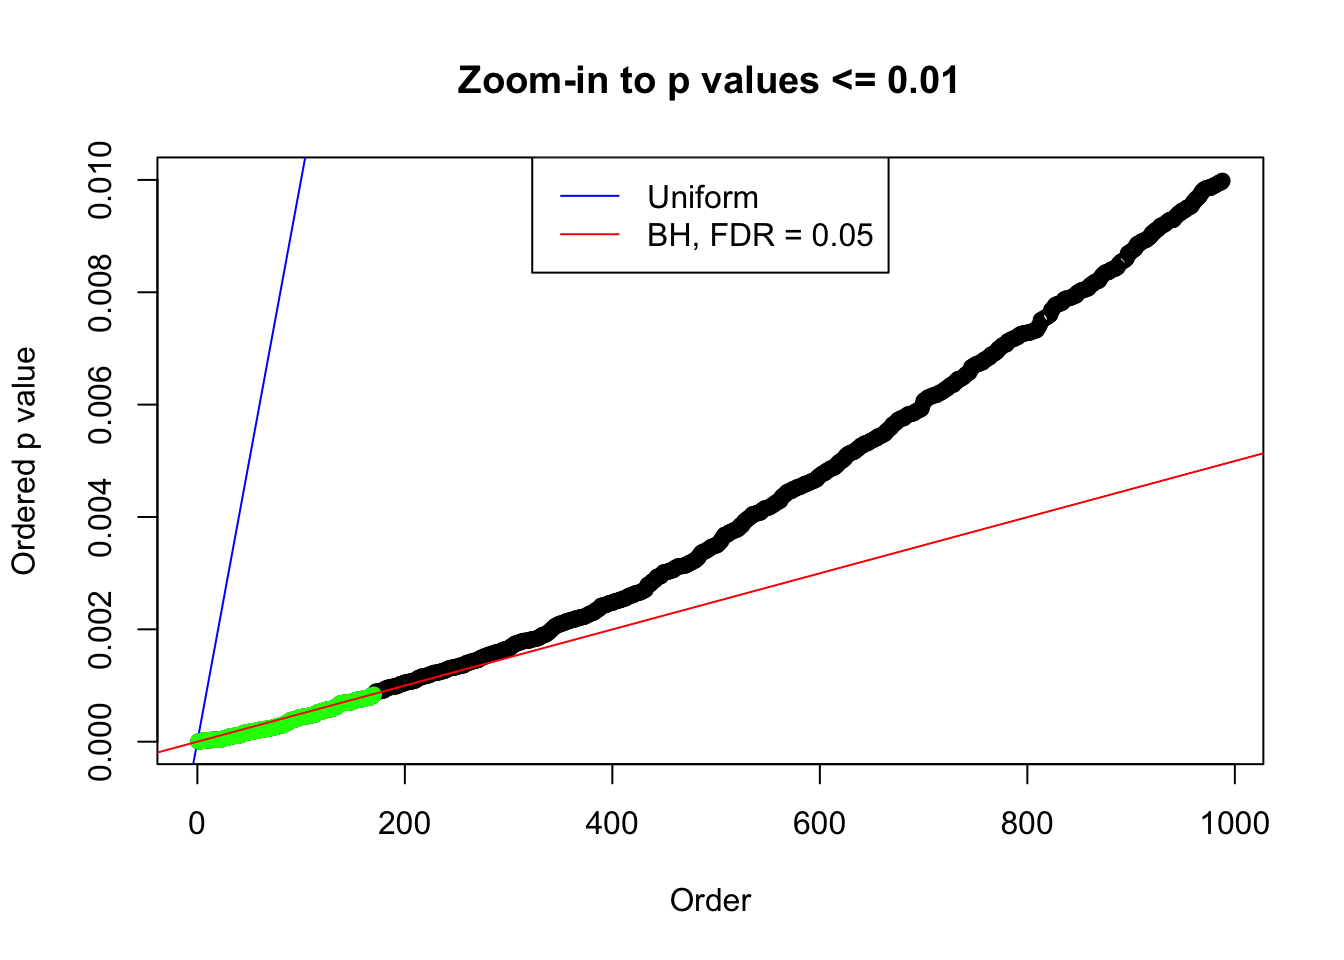 Zoom-in to p values <= 0.01
Uniform
BH, FDR = 0.05
Ordered p value
0.010
0.008
0.006
0.004
0.002
0.000
0 200 400 600 800 1000
Order